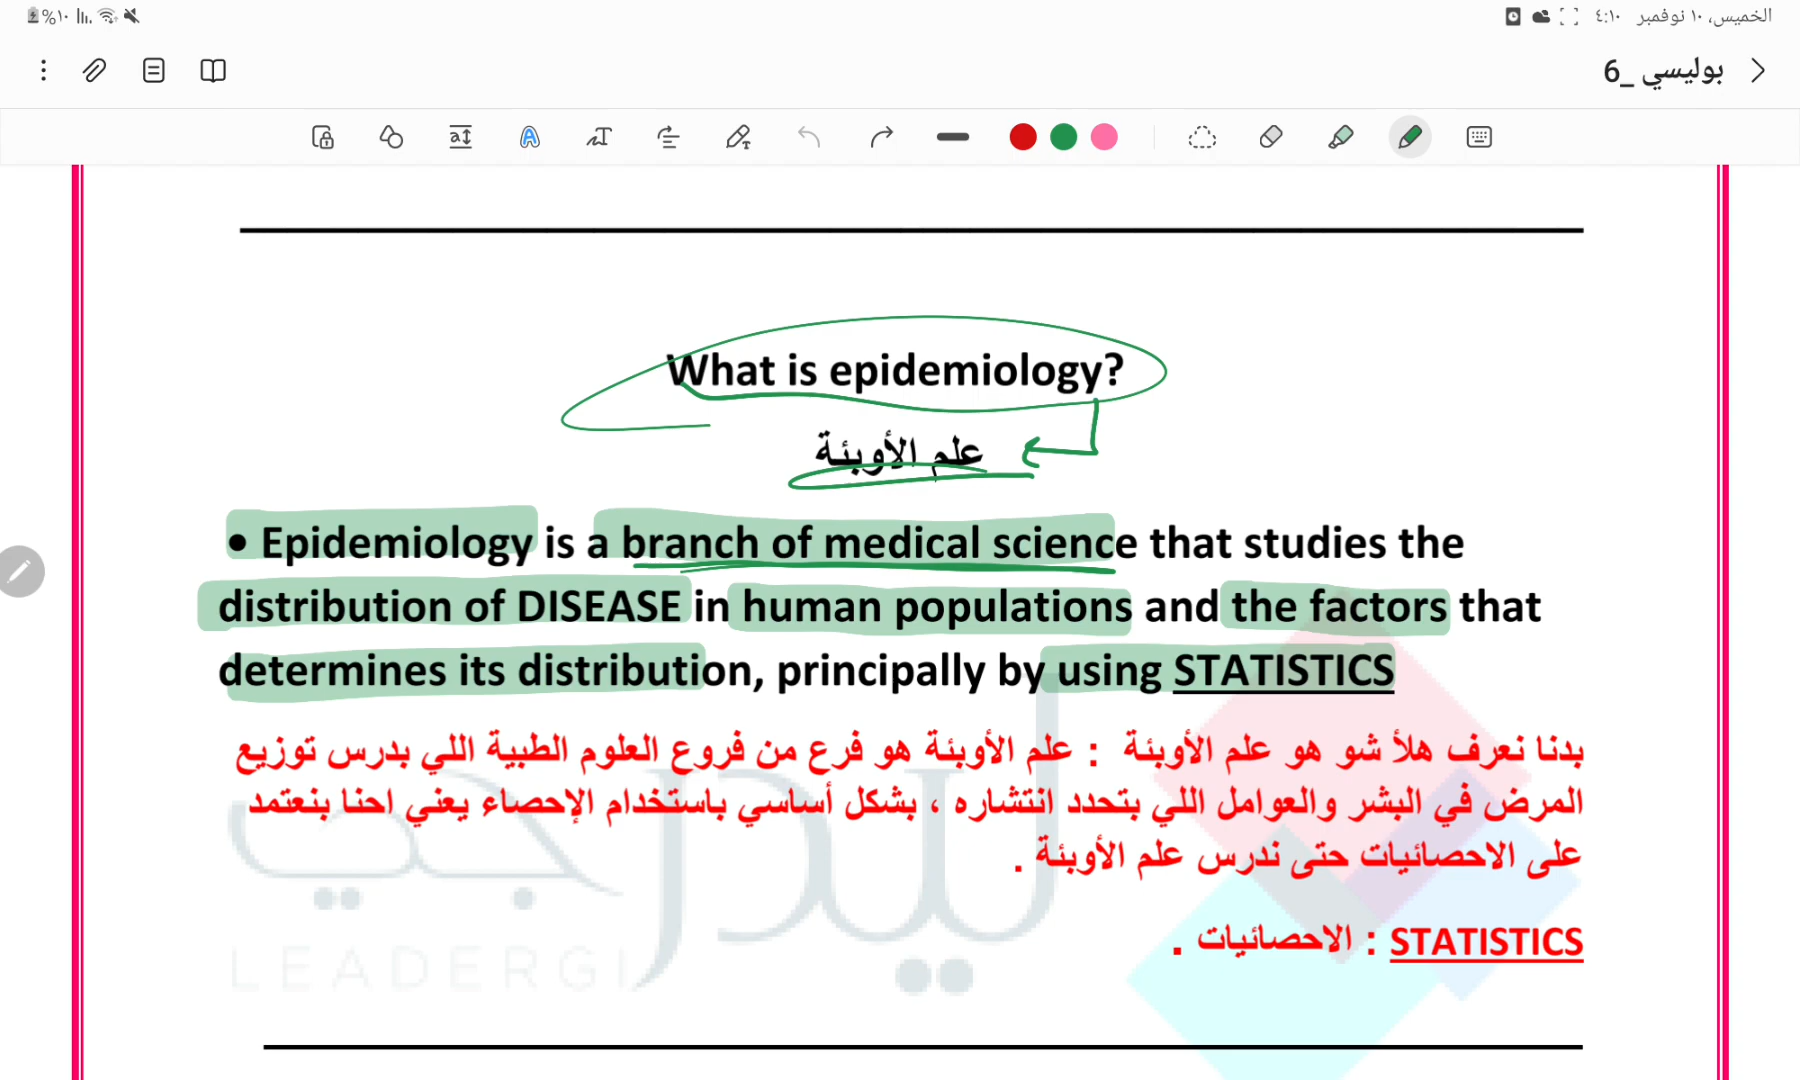 %١٠
الخميس، ١٠ نوفمبر ٤:١٠
بوليسي _6
What is epidemiology?
علم الأوبئة
• Epidemiology is a branch of medical science that studies the
distribution of DISEASE in human populations and the factors that
determines its distribution, principally by using STATISTICS
بدنا نعرف هلأ شو هو علم الأوبئة : علم الأوبئة هو فرع من فروع العلوم الطبية اللي بدرس توزيع
المرض في البشر والعوامل اللي بتحدد انتشاره ، بشكل أساسي باستخدام الإحصاء يعني احنا بنعتمد
على الاحصائيات حتى ندرس علم الأوبئة .
STATISTICS : الاحصائيات .
ليدرجي
LEADERGI